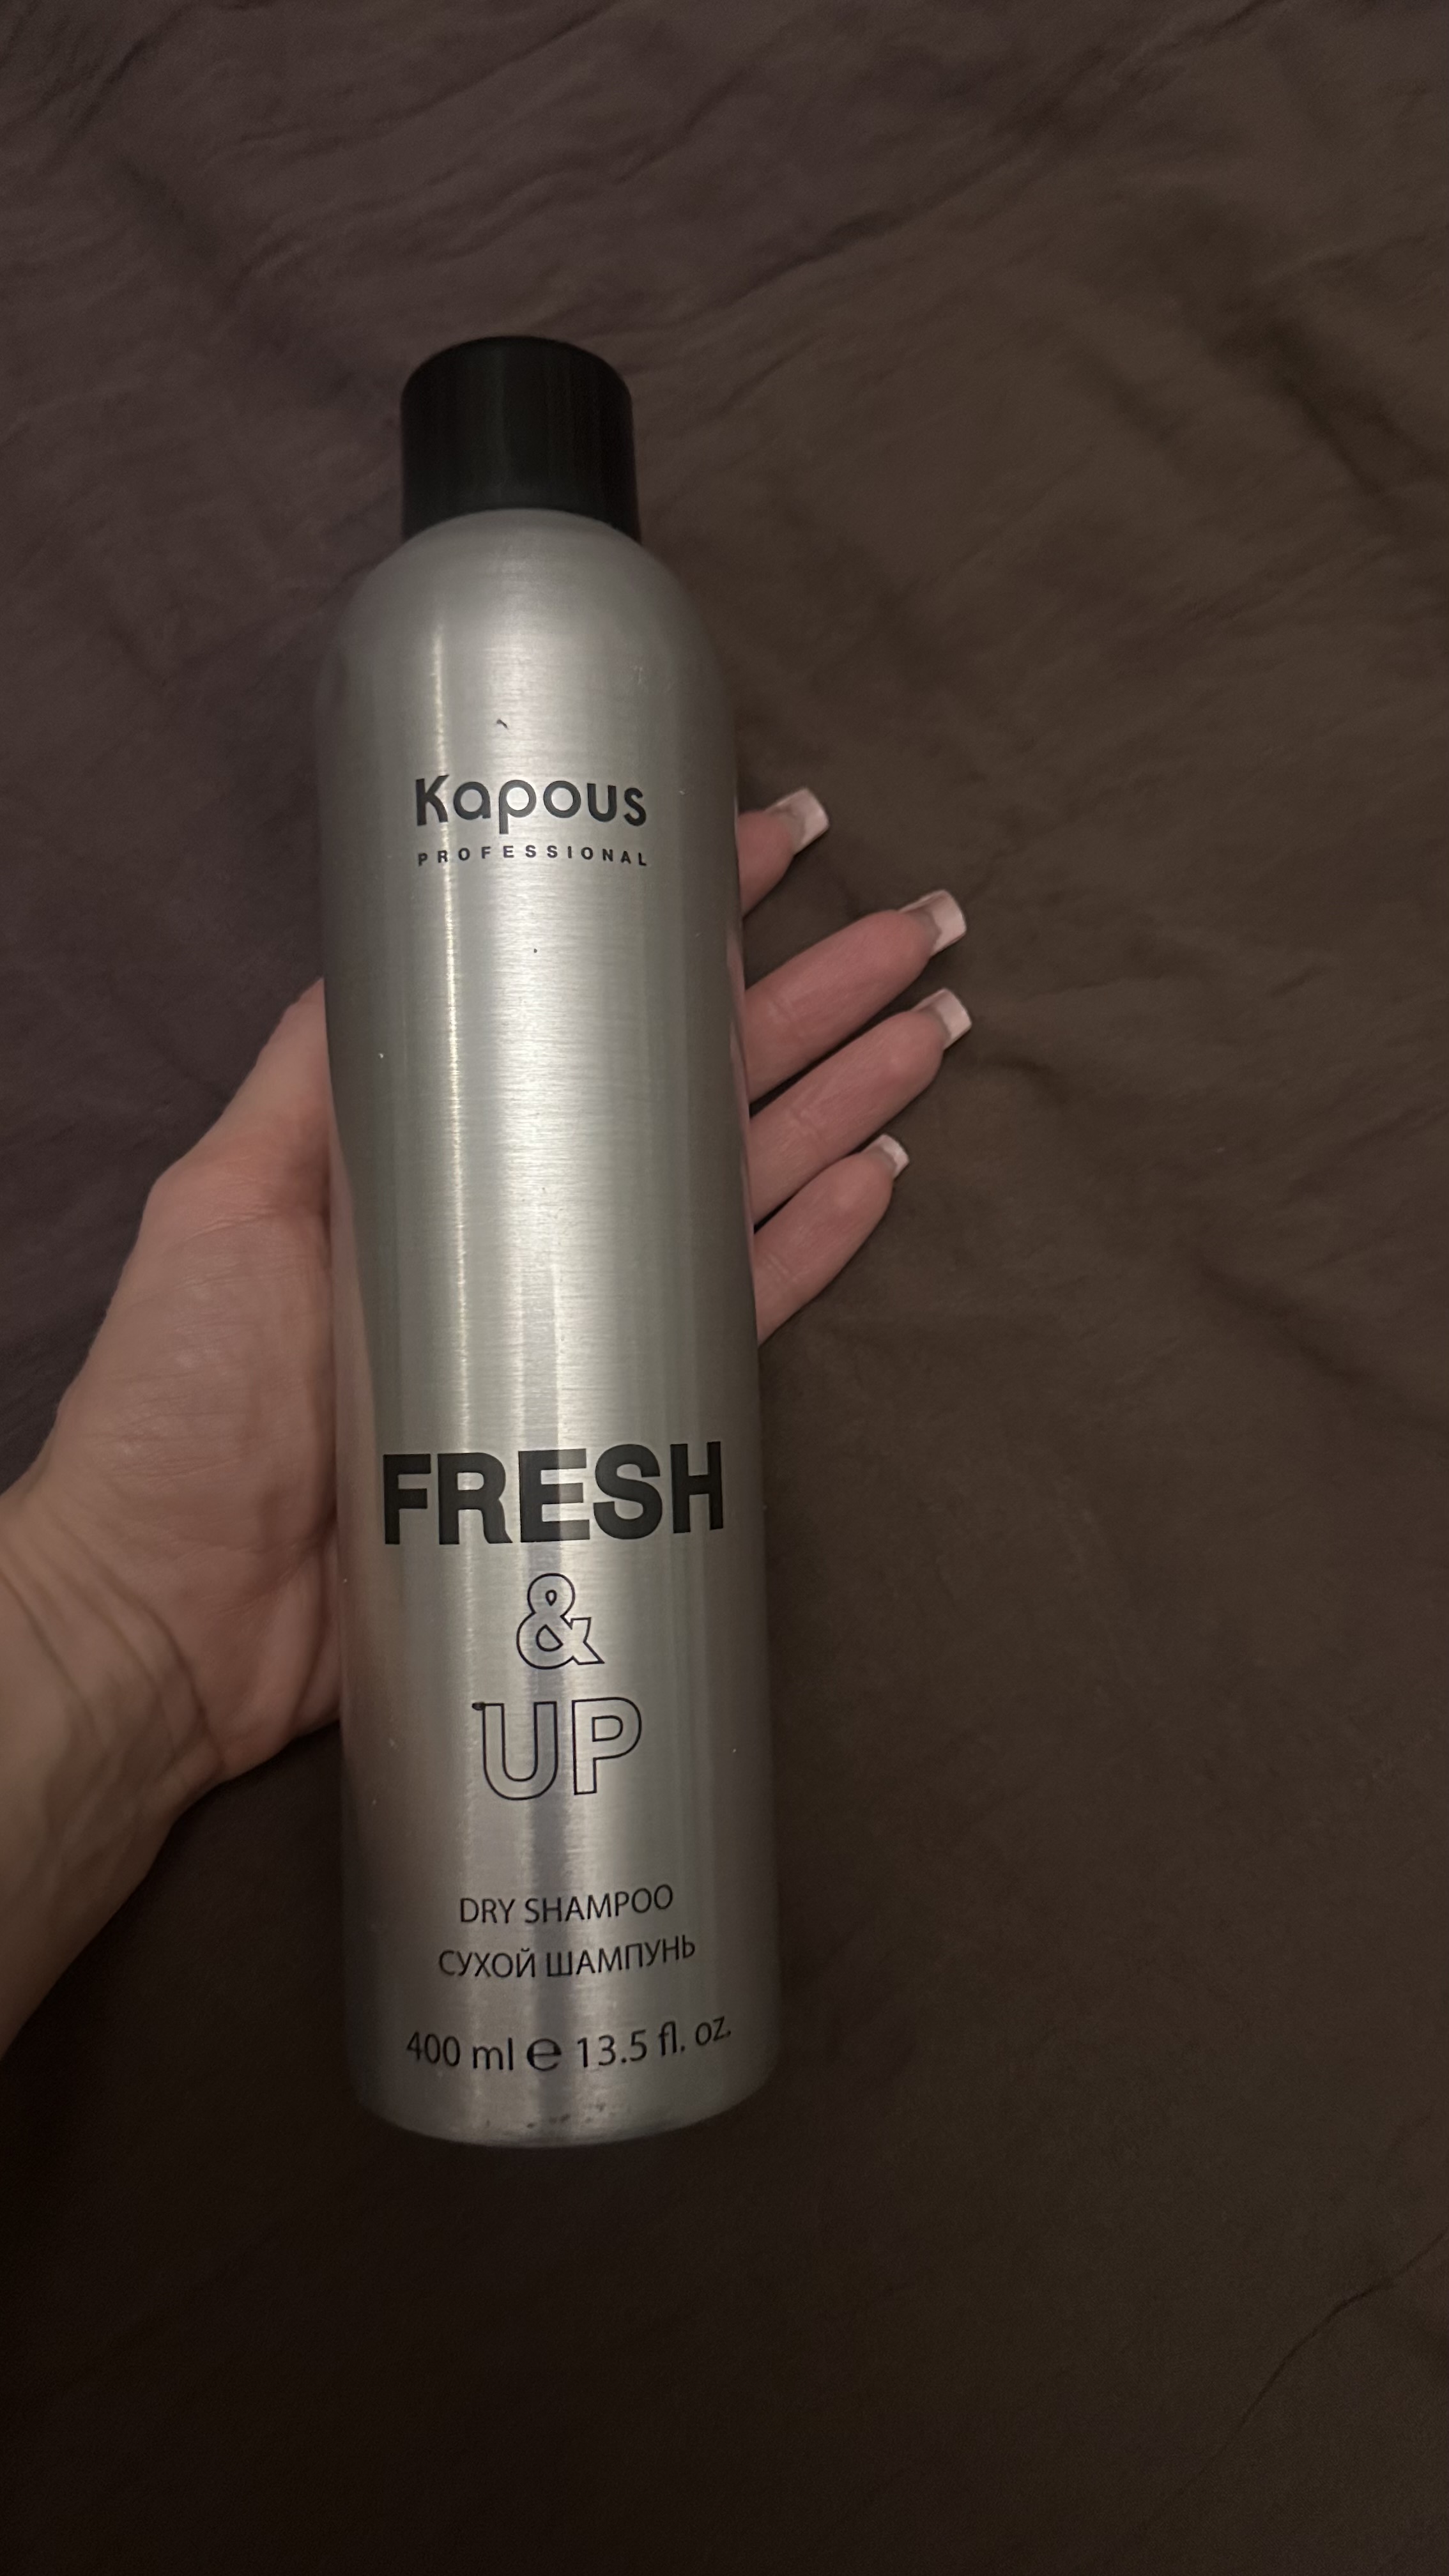 Kapous
PROFESSIONAL
FRESH
&
UP
DRY SHAMPOO
СУХОЙ ШАМПУНЬ
400 ml ℮ 13.5 fl. oz.